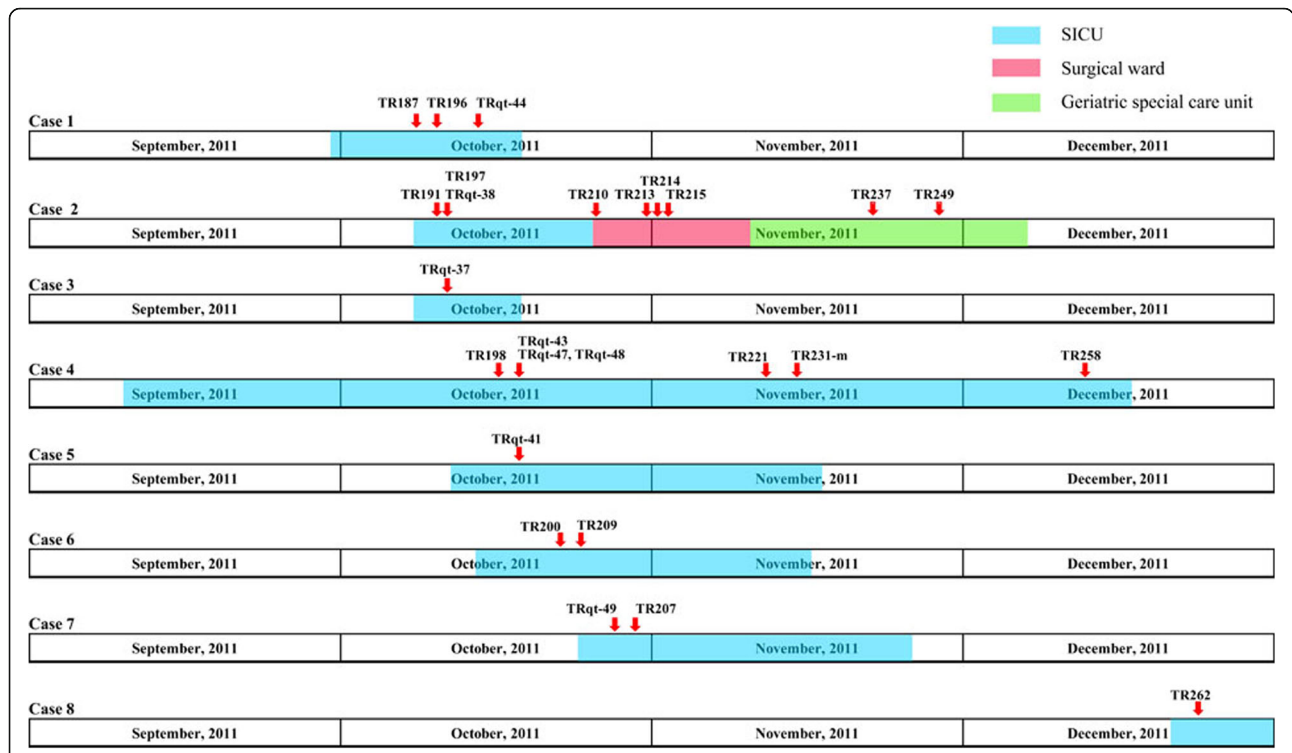 SICU
Surgical ward
Geriatric special care unit
TR187 TR196 TRqt-44
Case 1
September, 2011 October, 2011 November, 2011 December, 2011
TR197 TR214
TR191 TRqt-38 TR210 TR213 TR215 TR237 TR249
Case 2
September, 2011 October, 2011 November, 2011 December, 2011
TRqt-37
Case 3
September, 2011 October, 2011 November, 2011 December, 2011
TRqt-43
TR198 TRqt-47, TRqt-48 TR221 TR231-m TR258
Case 4
September, 2011 October, 2011 November, 2011 December, 2011
TRqt-41
Case 5
September, 2011 October, 2011 November, 2011 December, 2011
TR200 TR209
Case 6
September, 2011 October, 2011 November, 2011 December, 2011
TRqt-49 TR207
Case 7
September, 2011 October, 2011 November, 2011 December, 2011
TR262
Case 8
September, 2011 October, 2011 November, 2011 December, 2011